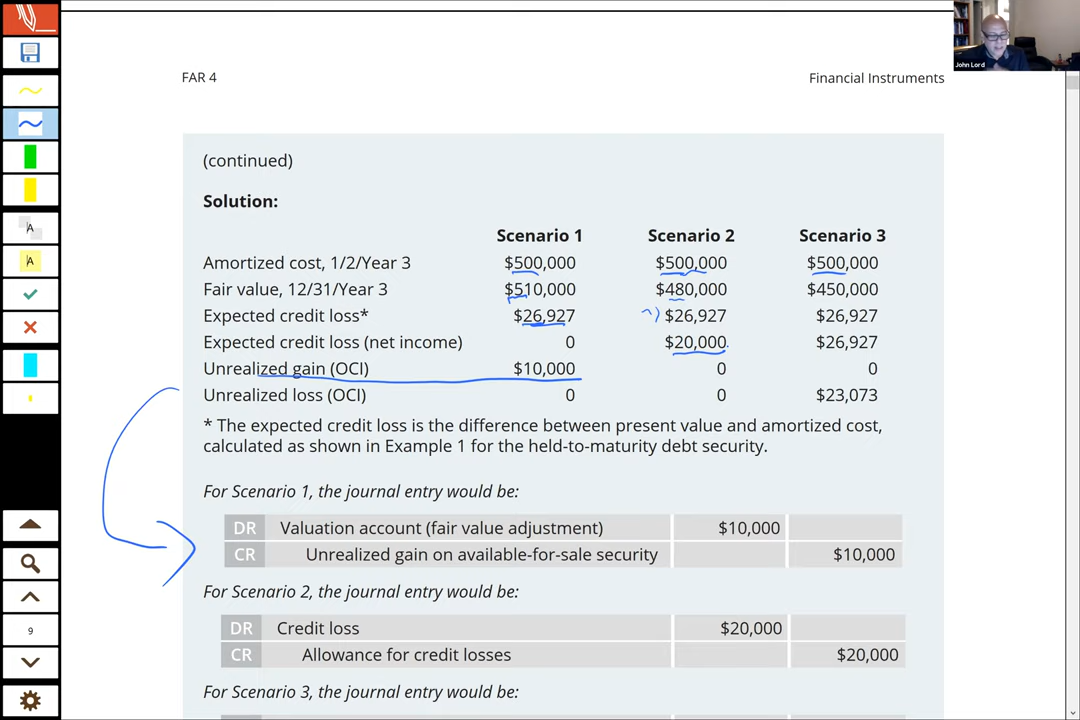 John Lord
FAR 4 Financial Instruments
(continued)
Solution:
Scenario 1 Scenario 2 Scenario 3
Amortized cost, 1/2/Year 3 $500,000 $500,000 $500,000
Fair value, 12/31/Year 3 $510,000 $480,000 $450,000
Expected credit loss* $26,927 $26,927 $26,927
Expected credit loss (net income) 0 $20,000 $26,927
Unrealized gain (OCI) $10,000 0 0
Unrealized loss (OCI) 0 0 $23,073
* The expected credit loss is the difference between present value and amortized cost,
calculated as shown in Example 1 for the held-to-maturity debt security.
For Scenario 1, the journal entry would be:
DR Valuation account (fair value adjustment) $10,000
CR Unrealized gain on available-for-sale security $10,000
For Scenario 2, the journal entry would be:
DR Credit loss $20,000
CR Allowance for credit losses $20,000
For Scenario 3, the journal entry would be:
A
A
9